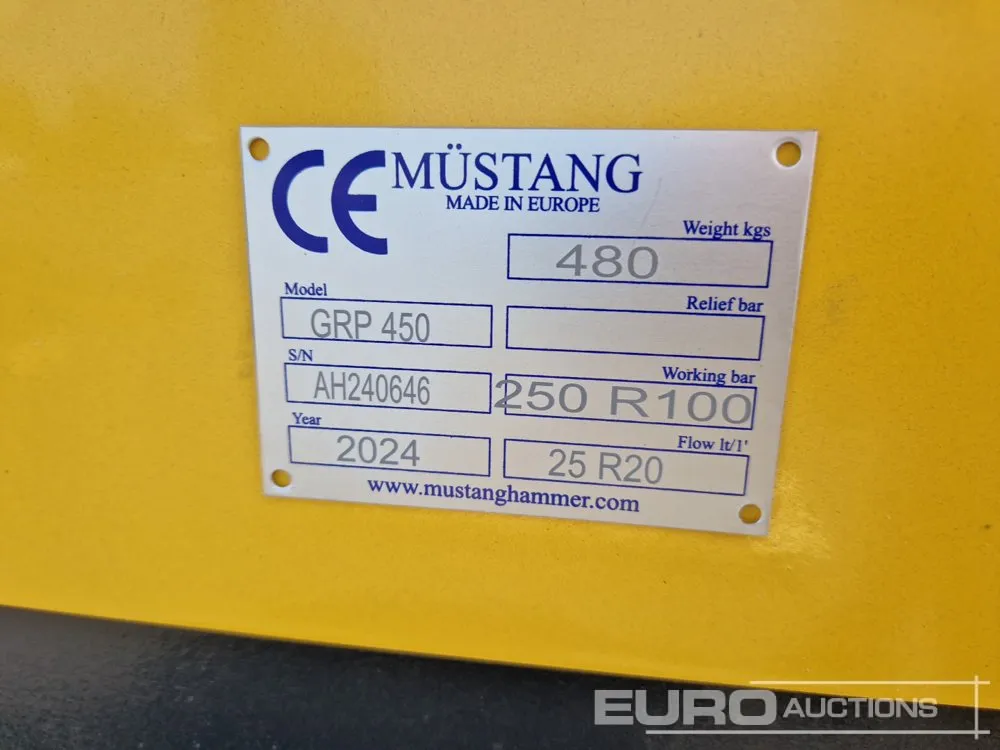 CE MÜSTANG
MADE IN EUROPE
Weight kgs
480
Model
GRP 450
Relief bar
S/N
AH240646
Working bar
250 R100
Year
2024
Flow lt/1'
25 R20
www.mustanghammer.com
EURO AUCTIONS